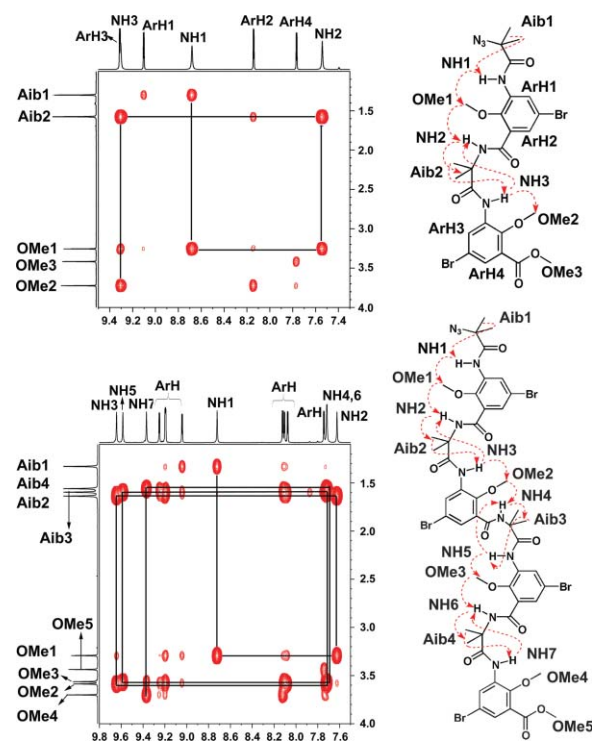 NH3 NH1 ArH2 ArH4 NH2
ArH3 ArH1
Aib1
Aib2
OMe1
OMe3
OMe2
1.5
2.0
2.5
3.0
3.5
4.0
9.4 9.2 9.0 8.8 8.6 8.4 8.2 8.0 7.8 7.6 7.4
Aib1
N3
O
NH1
H
N
ArH1
OMe1
O
Br
NH2
H
N
ArH2
O
Aib2
NH3
O
N
H
OMe2
ArH3
O
Br
O
OMe3
ArH4
O
NH5 ArH ArH NH4,6
NH3 NH7 NH1 ArH NH2
Aib1
Aib4
Aib2
Aib3
OMe5
OMe1
OMe3
OMe2
OMe4
1.5
2.0
2.5
3.0
3.5
4.0
9.8 9.6 9.4 9.2 9.0 8.8 8.6 8.4 8.2 8.0 7.8 7.6
Aib1
N3
O
NH1
H
N
OMe1
O
Br
NH2
H
N
O
Aib2
NH3
O
N
H
OMe2
O
H
NH4
Br
O
N
Aib3
NH5
H
N
O
OMe3
O
Br
NH6
H
N
O
Aib4
O
N
H
NH7
O
OMe4
Br
O
OMe5
O